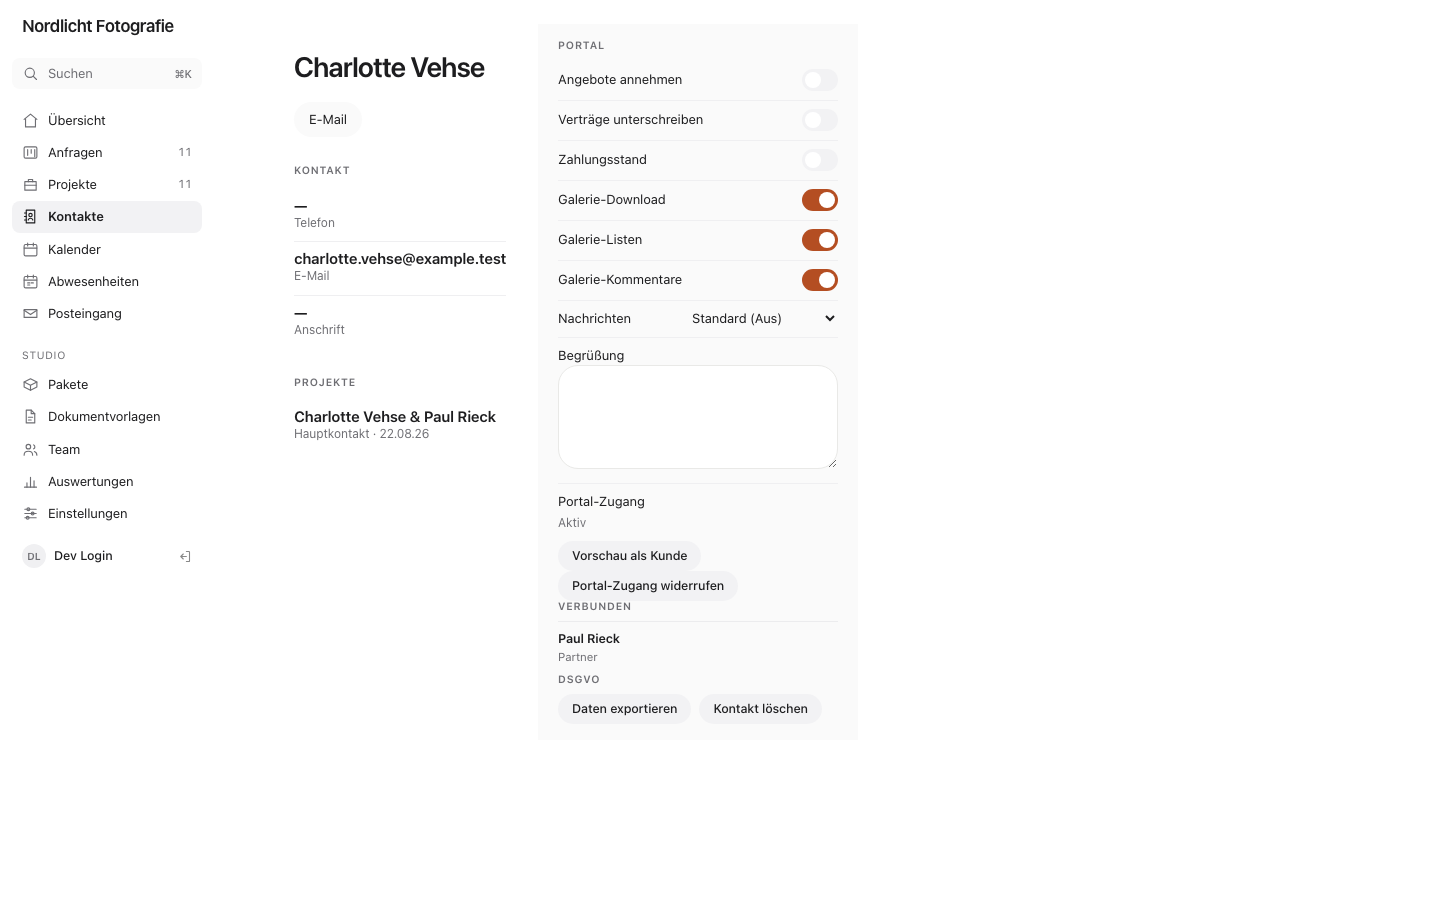 Nordlicht Fotografie
Suchen ⌘K
Übersicht
Anfragen 11
Projekte 11
Kontakte
Kalender
Abwesenheiten
Posteingang
STUDIO
Pakete
Dokumentvorlagen
Team
Auswertungen
Einstellungen
DL Dev Login
Charlotte Vehse
E-Mail
KONTAKT
—
Telefon
charlotte.vehse@example.test
E-Mail
—
Anschrift
PROJEKTE
Charlotte Vehse & Paul Rieck
Hauptkontakt · 22.08.26
PORTAL
Angebote annehmen
Verträge unterschreiben
Zahlungsstand
Galerie-Download
Galerie-Listen
Galerie-Kommentare
Nachrichten Standard (Aus)
Begrüßung
Portal-Zugang
Aktiv
Vorschau als Kunde
Portal-Zugang widerrufen
VERBUNDEN
Paul Rieck
Partner
DSGVO
Daten exportieren Kontakt löschen